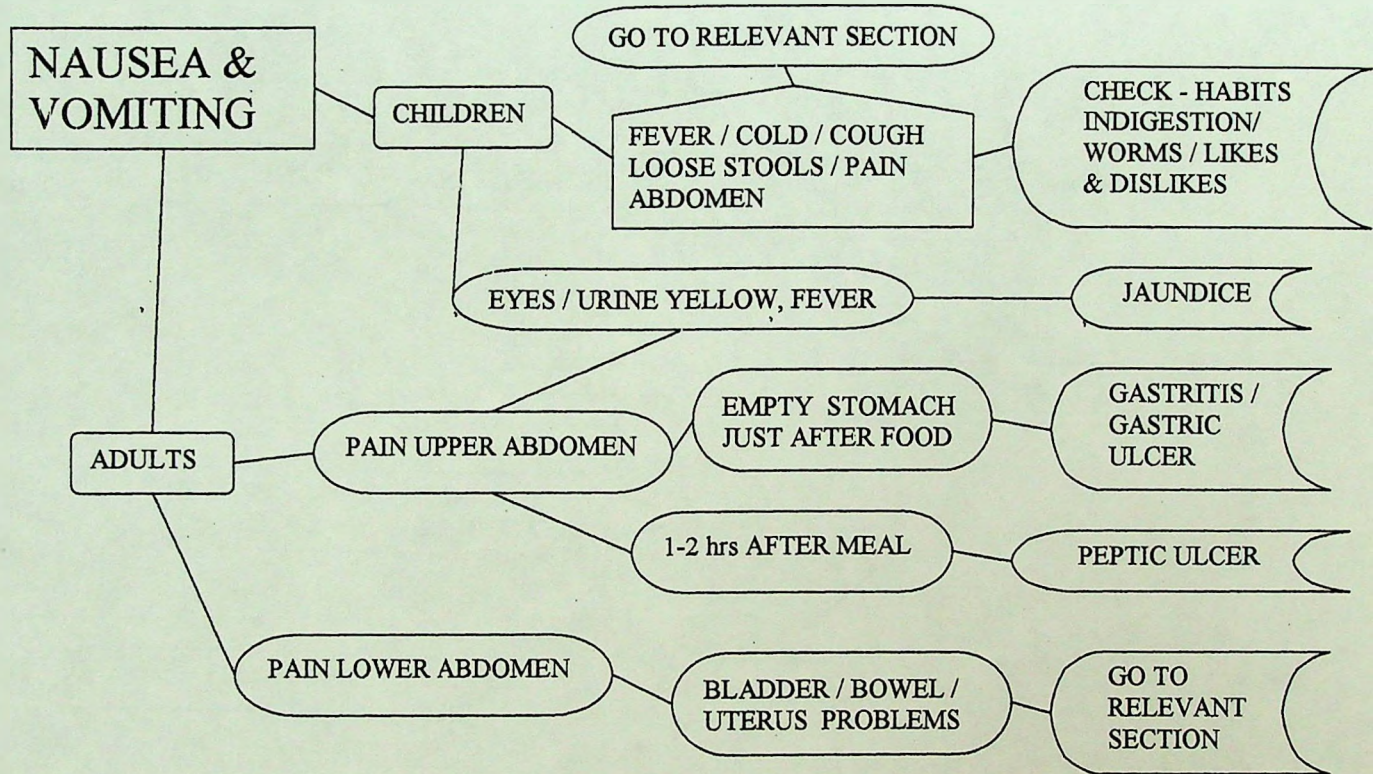 NAUSEA &
VOMITING
CHILDREN
GO TO RELEVANT SECTION
FEVER / COLD / COUGH
LOOSE STOOLS / PAIN
ABDOMEN
CHECK - HABITS
INDIGESTION/
WORMS / LIKES
& DISLIKES
EYES / URINE YELLOW, FEVER
JAUNDICE
ADULTS
PAIN UPPER ABDOMEN
EMPTY STOMACH
JUST AFTER FOOD
GASTRITIS /
GASTRIC
ULCER
1-2 hrs AFTER MEAL
PEPTIC ULCER
PAIN LOWER ABDOMEN
BLADDER / BOWEL /
UTERUS PROBLEMS
GO TO
RELEVANT
SECTION